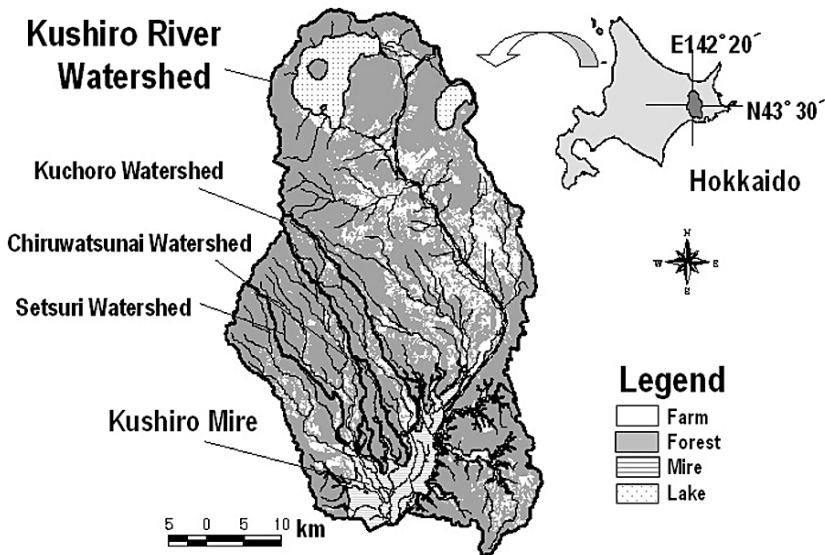 Kushiro River
Watershed
E142°20′
N43°30′
Hokkaido
Kuchoro Watershed
Chiruwatsunai Watershed
Setsuri Watershed
Kushiro Mire
N
W E
S
Legend
Farm
Forest
Mire
Lake
5 0 5 10 km